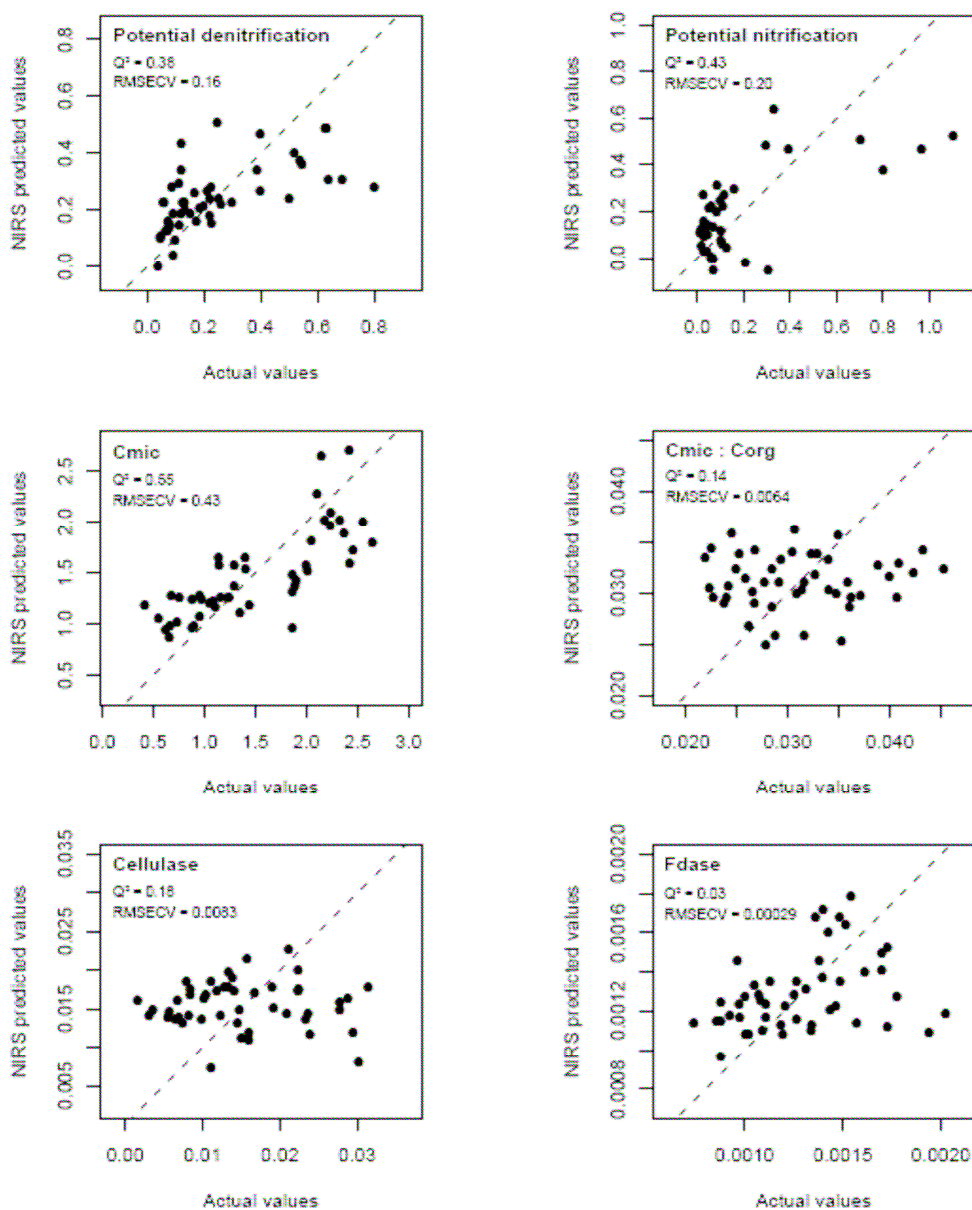 Potential denitrification
Q² = 0.38
RMSECV = 0.16
NIRS predicted values
0.0 0.2 0.4 0.6 0.8
0.0 0.2 0.4 0.6 0.8
Actual values
Potential nitrification
Q² = 0.43
RMSECV = 0.20
NIRS predicted values
0.0 0.2 0.4 0.6 0.8 1.0
0.0 0.2 0.4 0.6 0.8 1.0
Actual values
Cmic
Q² = 0.55
RMSECV = 0.43
NIRS predicted values
0.5 1.0 1.5 2.0 2.5
0.0 0.5 1.0 1.5 2.0 2.5 3.0
Actual values
Cmic : Corg
Q² = 0.14
RMSECV = 0.0064
NIRS predicted values
0.020 0.030 0.040
0.020 0.030 0.040
Actual values
Cellulase
Q² = 0.18
RMSECV = 0.0083
NIRS predicted values
0.005 0.015 0.025 0.035
0.00 0.01 0.02 0.03
Actual values
Fdase
Q² = 0.03
RMSECV = 0.00029
NIRS predicted values
0.0008 0.0012 0.0016 0.0020
0.0010 0.0015 0.0020
Actual values